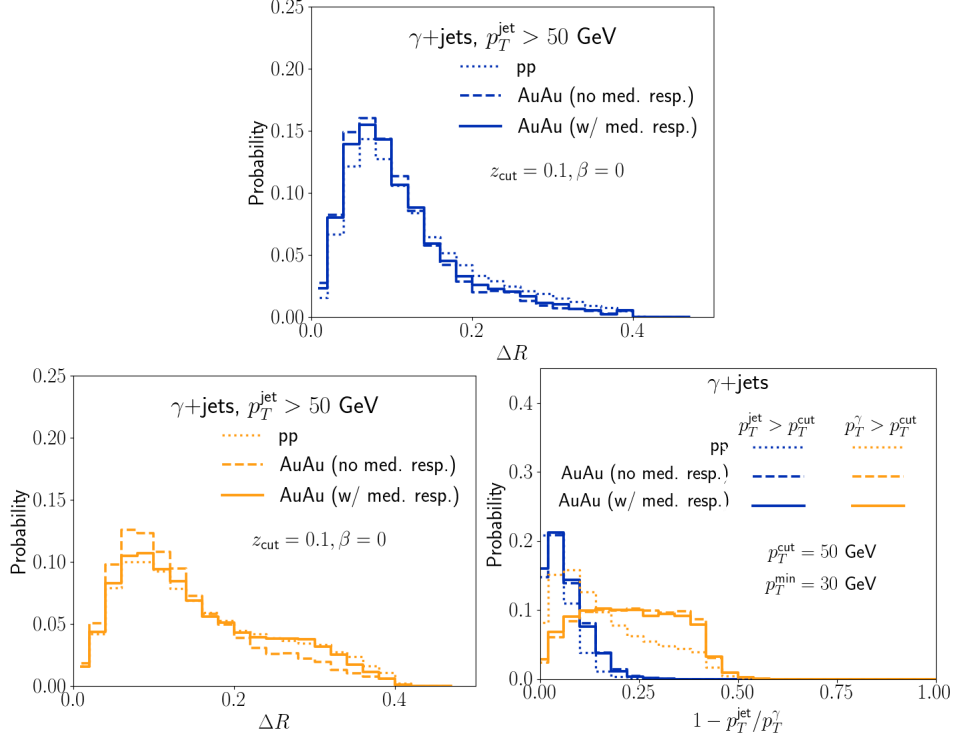 0.25
γ+jets, p_T^jet > 50 GeV
0.20
pp
AuAu (no med. resp.)
AuAu (w/ med. resp.)
0.15
Probability
z_cut = 0.1, β = 0
0.10
0.05
0.00
0.0 0.2 0.4
ΔR
0.25
γ+jets, p_T^jet > 50 GeV
0.20
pp
AuAu (no med. resp.)
AuAu (w/ med. resp.)
0.15
Probability
z_cut = 0.1, β = 0
0.10
0.05
0.00
0.0 0.2 0.4
ΔR
γ+jets
0.4
p_T^jet > p_T^cut p_T^γ > p_T^cut
pp
AuAu (no med. resp.)
0.3
AuAu (w/ med. resp.)
Probability
0.2
p_T^cut = 50 GeV
p_T^min = 30 GeV
0.1
0.0
0.00 0.25 0.50 0.75 1.00
1 − p_T^jet/p_T^γ